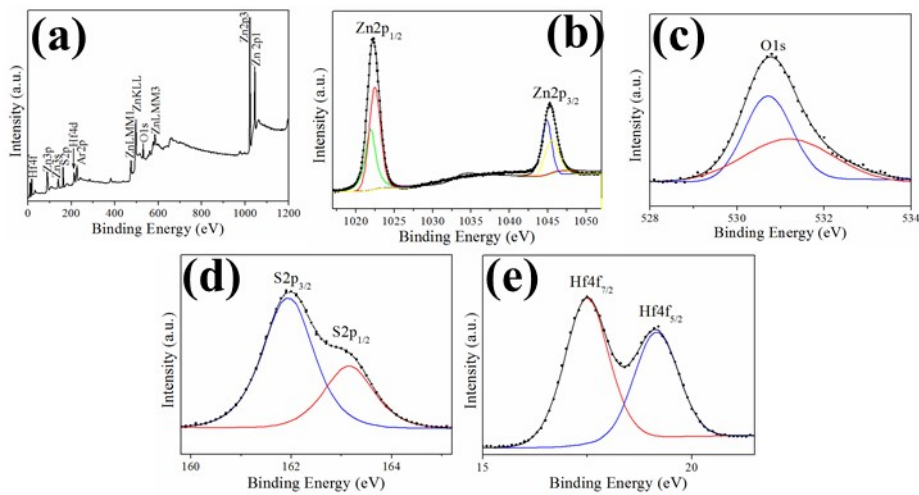 (a)
Intensity (a.u.)
Hf4f
Zn3p
Zn3s
S2p
Hf4d
Ar2p
ZnLMM1
ZnKLL
O1s
ZnLMM3
Zn2p3
Zn 2p1
0 200 400 600 800 1000 1200
Binding Energy (eV)
(b)
Intensity (a.u.)
Zn2p1/2
Zn2p3/2
1020 1025 1030 1035 1040 1045 1050
Binding Energy (eV)
(c)
Intensity (a.u.)
O1s
528 530 532 534
Binding Energy (eV)
(d)
Intensity (a.u.)
S2p3/2
S2p1/2
160 162 164
Binding Energy (eV)
(e)
Intensity (a.u.)
Hf4f7/2
Hf4f5/2
15 20
Binding Energy (eV)